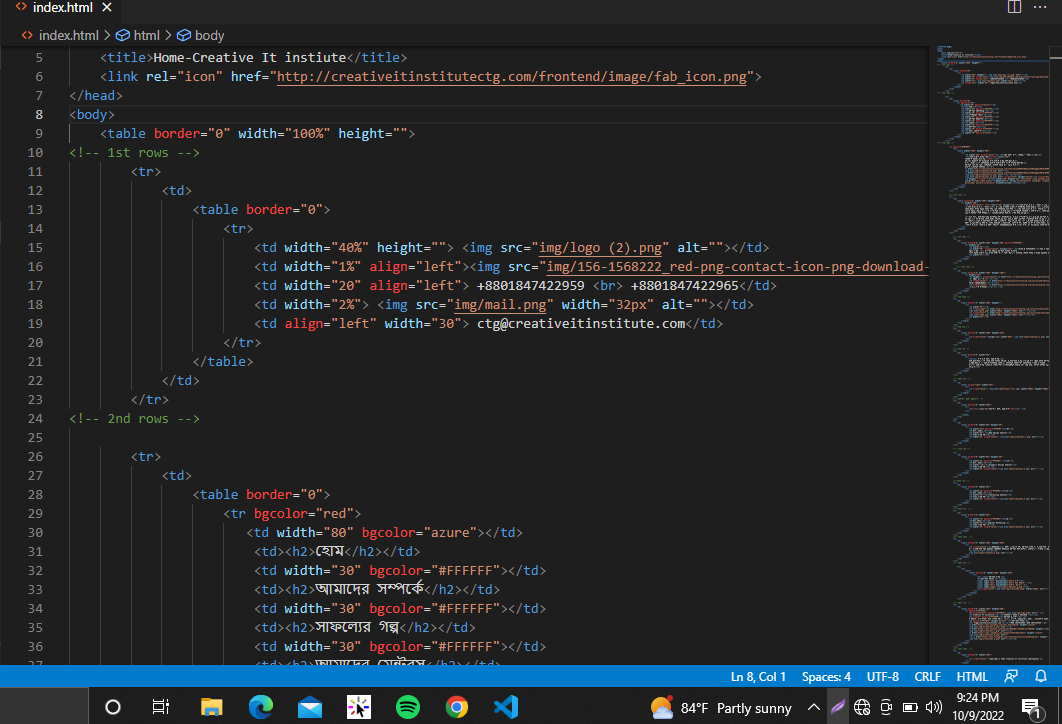 index.html
index.html > html > body
5 <title>Home-Creative It instiute</title>
6 <link rel="icon" href="http://creativeitinstitutectg.com/frontend/image/fab_icon.png">
7 </head>
8 <body>
9 <table border="0" width="100%" height="">
10 <!-- 1st rows -->
11 <tr>
12 <td>
13 <table border="0">
14 <tr>
15 <td width="40%" height=""> <img src="img/logo (2).png" alt=""></td>
16 <td width="1%" align="left"><img src="img/156-1568222_red-png-contact-icon-png-download-
17 <td width="20" align="left"> +8801847422959 <br> +8801847422965</td>
18 <td width="2%"> <img src="img/mail.png" width="32px" alt=""></td>
19 <td align="left" width="30"> ctg@creativeitinstitute.com</td>
20 </tr>
21 </table>
22 </td>
23 </tr>
24 <!-- 2nd rows -->
25
26 <tr>
27 <td>
28 <table border="0">
29 <tr bgcolor="red">
30 <td width="80" bgcolor="azure"></td>
31 <td><h2>হোম</h2></td>
32 <td width="30" bgcolor="#FFFFFF"></td>
33 <td><h2>আমাদের সম্পর্কে</h2></td>
34 <td width="30" bgcolor="#FFFFFF"></td>
35 <td><h2>সাফল্যের গল্প</h2></td>
36 <td width="30" bgcolor="#FFFFFF"></td>
37 <td><h2>আমাদের সেন্টারস</h2></td>
Ln 8, Col 1 Spaces: 4 UTF-8 CRLF HTML
84°F Partly sunny
9:24 PM
10/9/2022
1